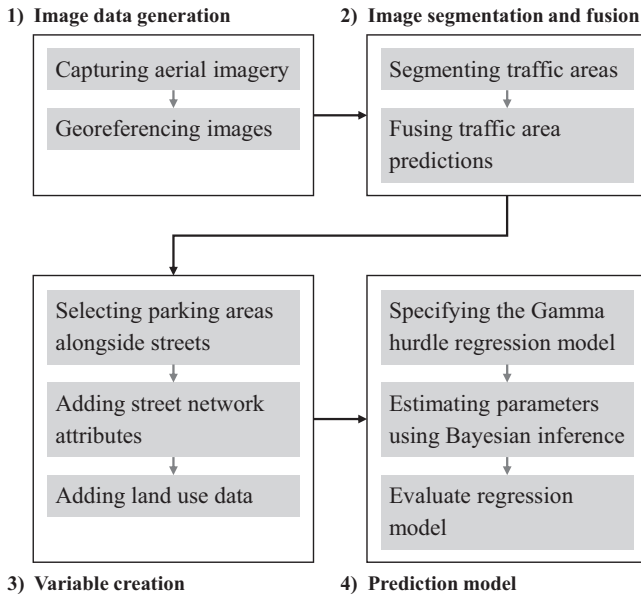 1) Image data generation
Capturing aerial imagery
Georeferencing images
2) Image segmentation and fusion
Segmenting traffic areas
Fusing traffic area
predictions
Selecting parking areas
alongside streets
Adding street network
attributes
Adding land use data
3) Variable creation
Specifying the Gamma
hurdle regression model
Estimating parameters
using Bayesian inference
Evaluate regression
model
4) Prediction model